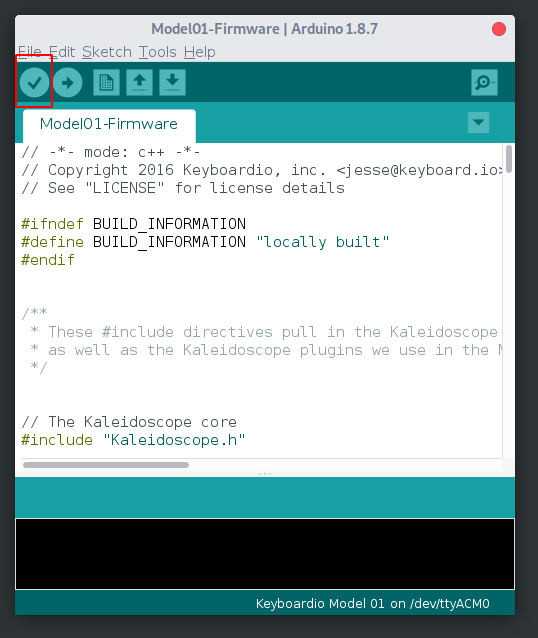 Model01-Firmware | Arduino 1.8.7
File Edit Sketch Tools Help
Model01-Firmware
// -*- mode: c++ -*-
// Copyright 2016 Keyboardio, inc. <jesse@keyboard.io>
// See "LICENSE" for license details
#ifndef BUILD_INFORMATION
#define BUILD_INFORMATION "locally built"
#endif
/**
* These #include directives pull in the Kaleidoscope
* as well as the Kaleidoscope plugins we use in the
*/
// The Kaleidoscope core
#include "Kaleidoscope.h"
Keyboardio Model 01 on /dev/ttyACM0